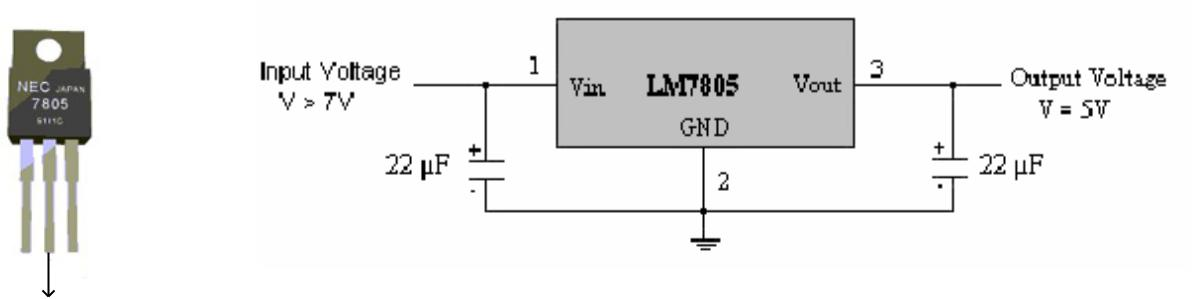 NEC JAPAN
7805
Input Voltage
V > 7V
1
Vin
LM7805
Vout
GND
3
Output Voltage
V = 5V
+
22 µF
-
2
+
22 µF
-